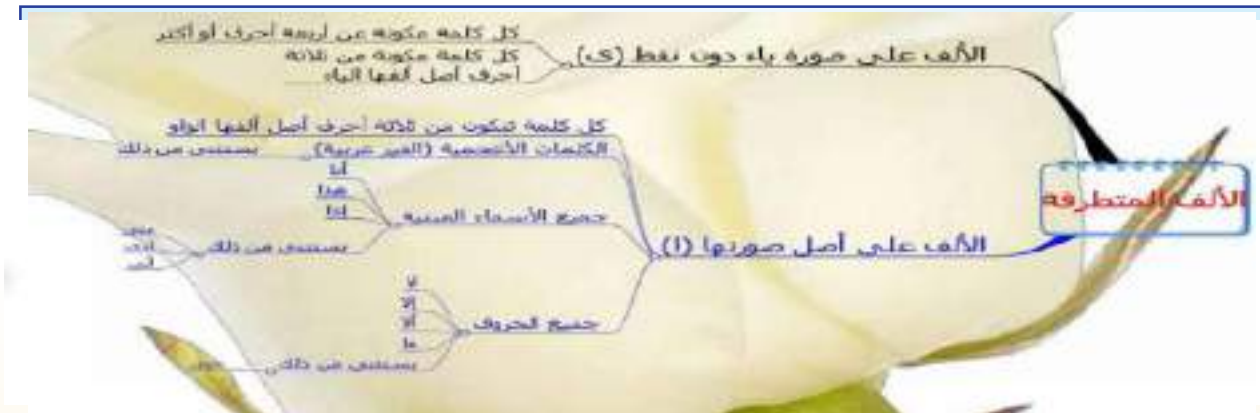 الألف المتطرفة
الألف على صورة ياء دون نقط (ى)
كل كلمة مكونة من أربعة أحرف أو أكثر
كل كلمة مكونة من ثلاثة
أحرف أصل ألفها الياء
الألف على أصل صورتها (ا)
كل كلمة تتكون من ثلاثة أحرف أصل ألفها الواو
الكلمات الأعجمية (الغير عربية)
يستثنى من ذلك
جميع الأسماء المبنية
أنا
هذا
إذا
يستثنى من ذلك
متى
أنى
جميع الحروف
لا
إلا
ألا
ما
يستثنى من ذلك